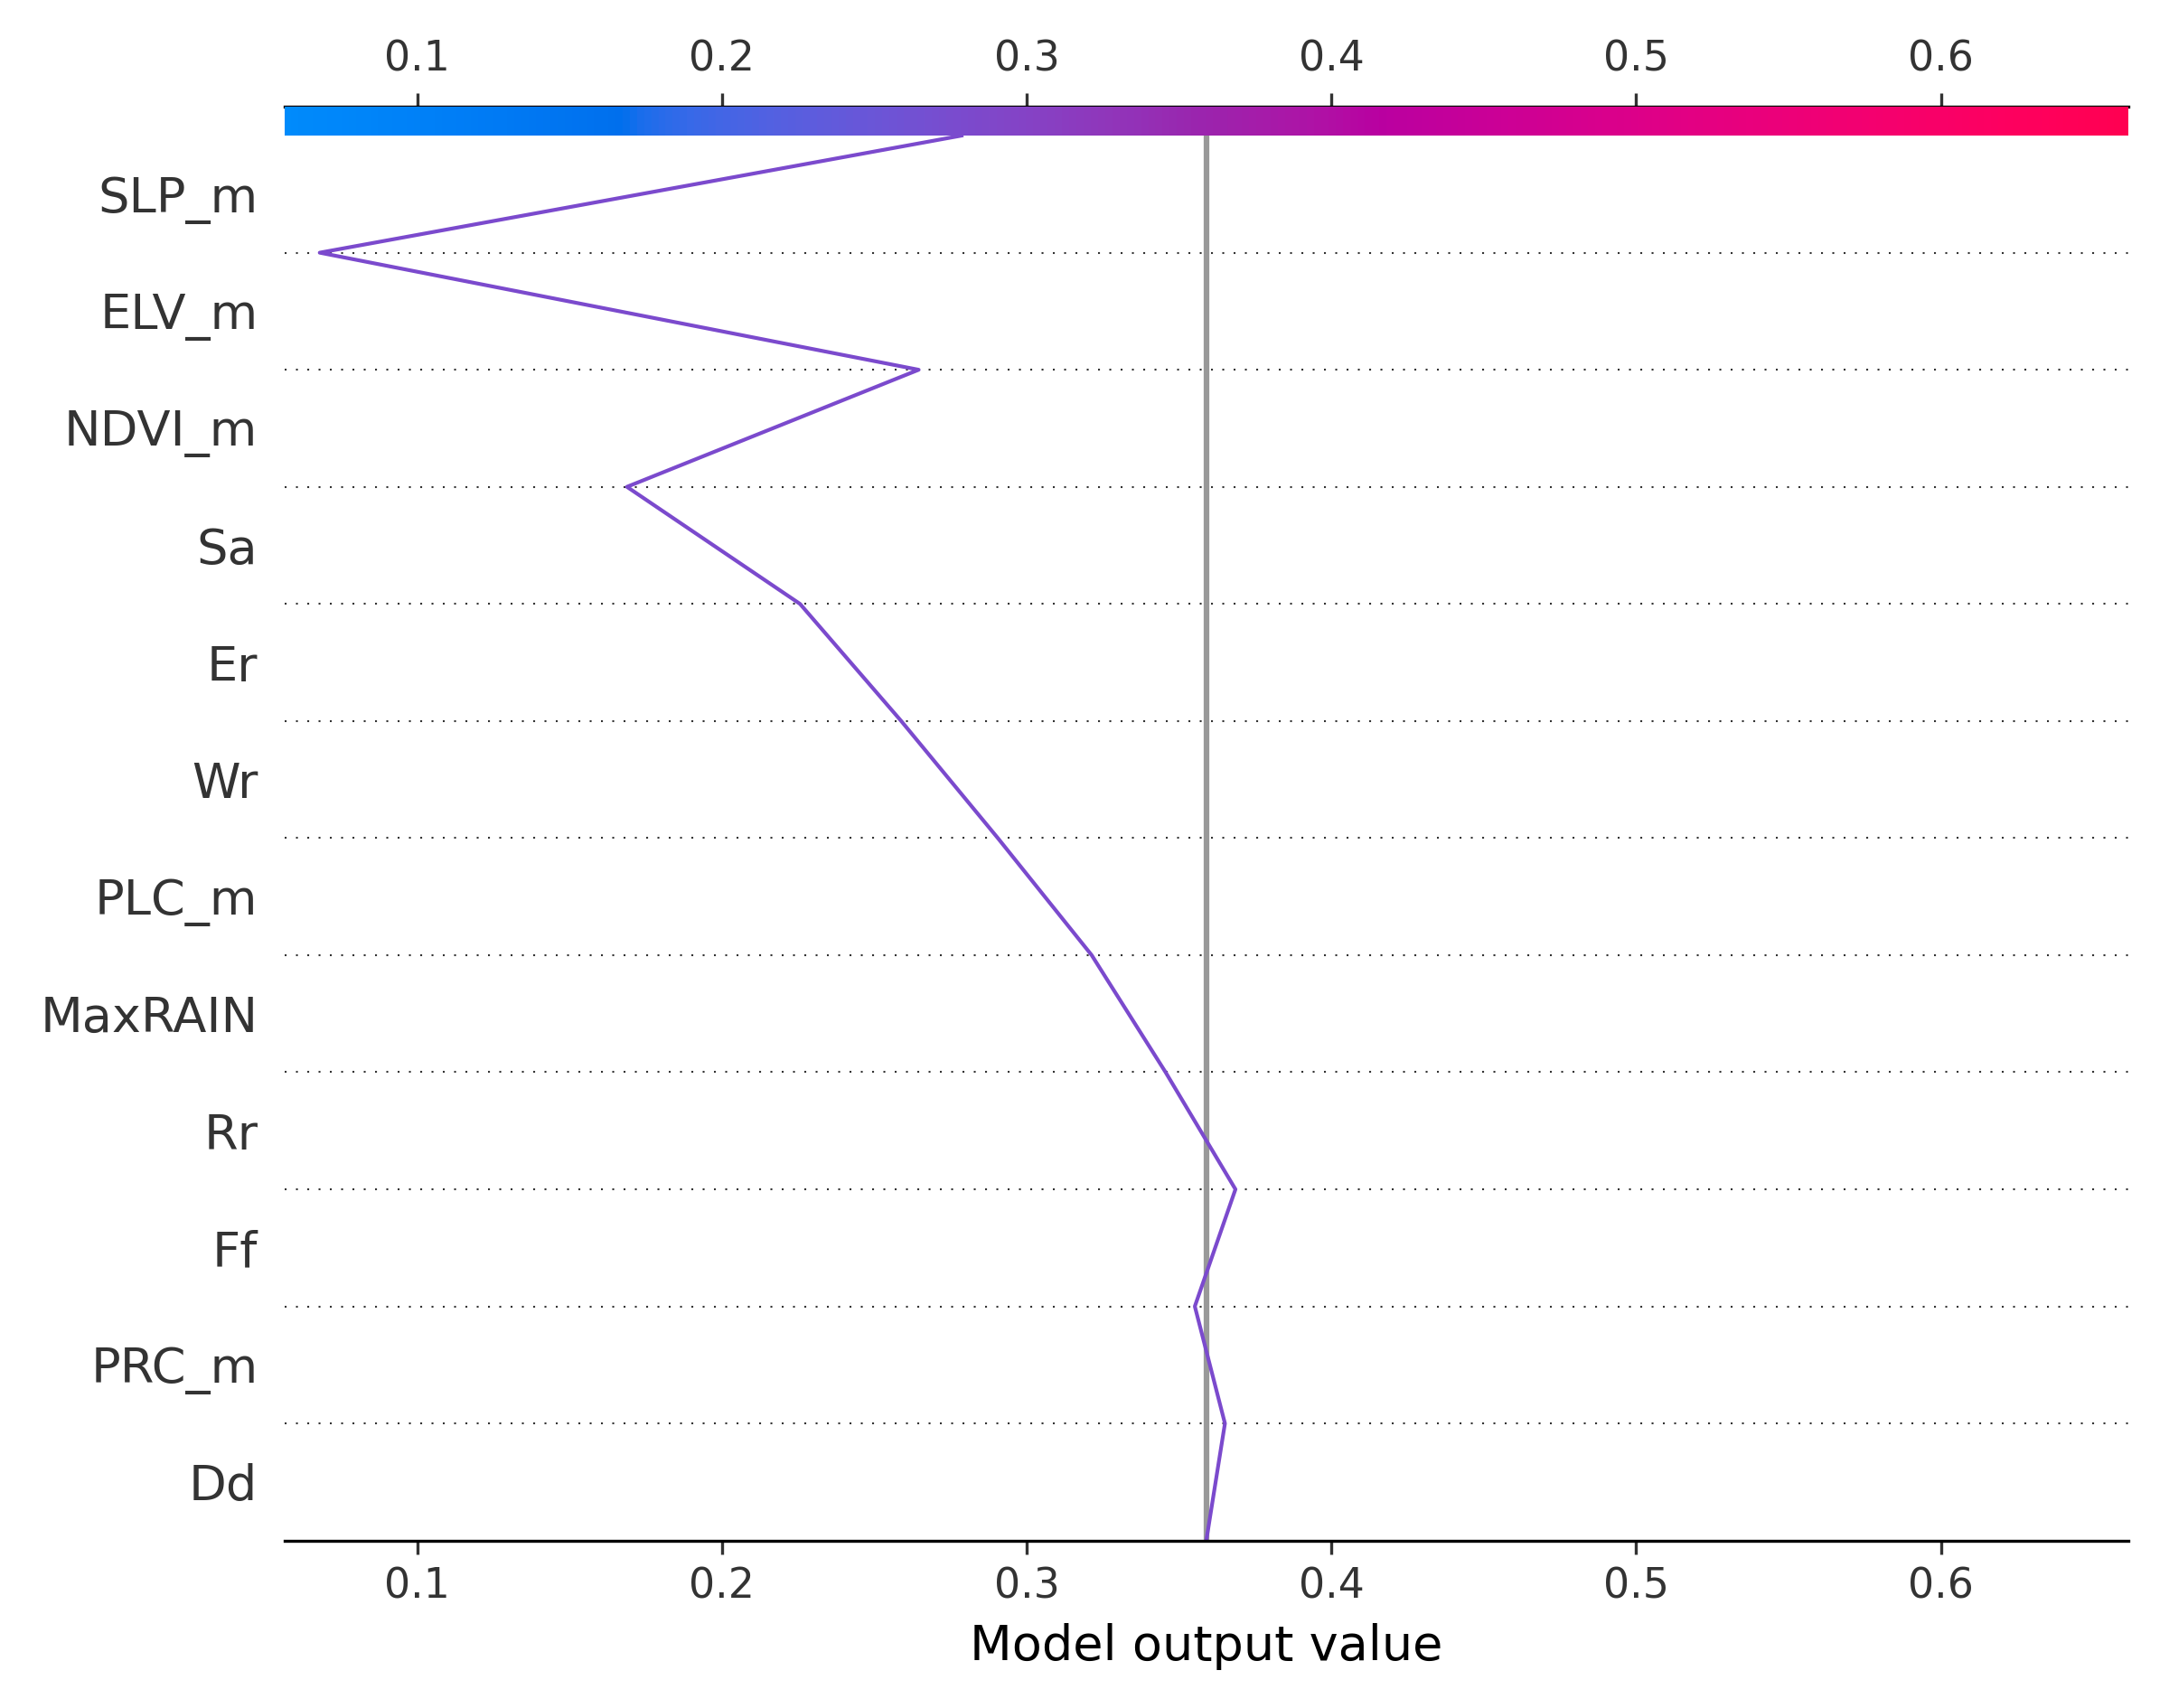 0.1 0.2 0.3 0.4 0.5 0.6
SLP_m
ELV_m
NDVI_m
Sa
Er
Wr
PLC_m
MaxRAIN
Rr
Ff
PRC_m
Dd
0.1 0.2 0.3 0.4 0.5 0.6
Model output value